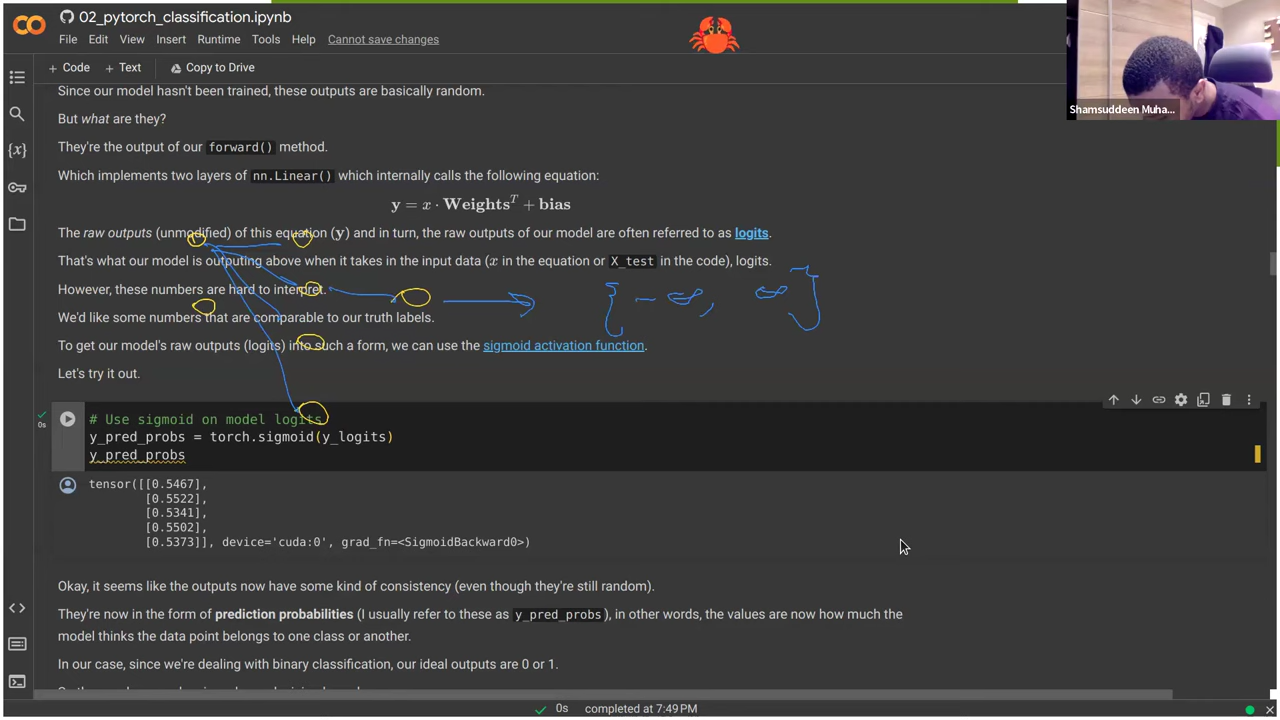 02_pytorch_classification.ipynb
File Edit View Insert Runtime Tools Help Cannot save changes
+ Code + Text Copy to Drive
Shamsuddeen Muha...
Since our model hasn't been trained, these outputs are basically random.
But what are they?
They're the output of our forward() method.
Which implements two layers of nn.Linear() which internally calls the following equation:
y = x · Weightsᵀ + bias
The raw outputs (unmodified) of this equation (y) and in turn, the raw outputs of our model are often referred to as logits.
That's what our model is outputing above when it takes in the input data (x in the equation or X_test in the code), logits.
However, these numbers are hard to interpret.
{ - ∞, ∞ }
We'd like some numbers that are comparable to our truth labels.
To get our model's raw outputs (logits) into such a form, we can use the sigmoid activation function.
Let's try it out.
0s
# Use sigmoid on model logits
y_pred_probs = torch.sigmoid(y_logits)
y_pred_probs
tensor([[0.5467],
[0.5522],
[0.5341],
[0.5502],
[0.5373]], device='cuda:0', grad_fn=<SigmoidBackward0>)
Okay, it seems like the outputs now have some kind of consistency (even though they're still random).
They're now in the form of prediction probabilities (I usually refer to these as y_pred_probs), in other words, the values are now how much the
model thinks the data point belongs to one class or another.
In our case, since we're dealing with binary classification, our ideal outputs are 0 or 1.
0s completed at 7:49 PM